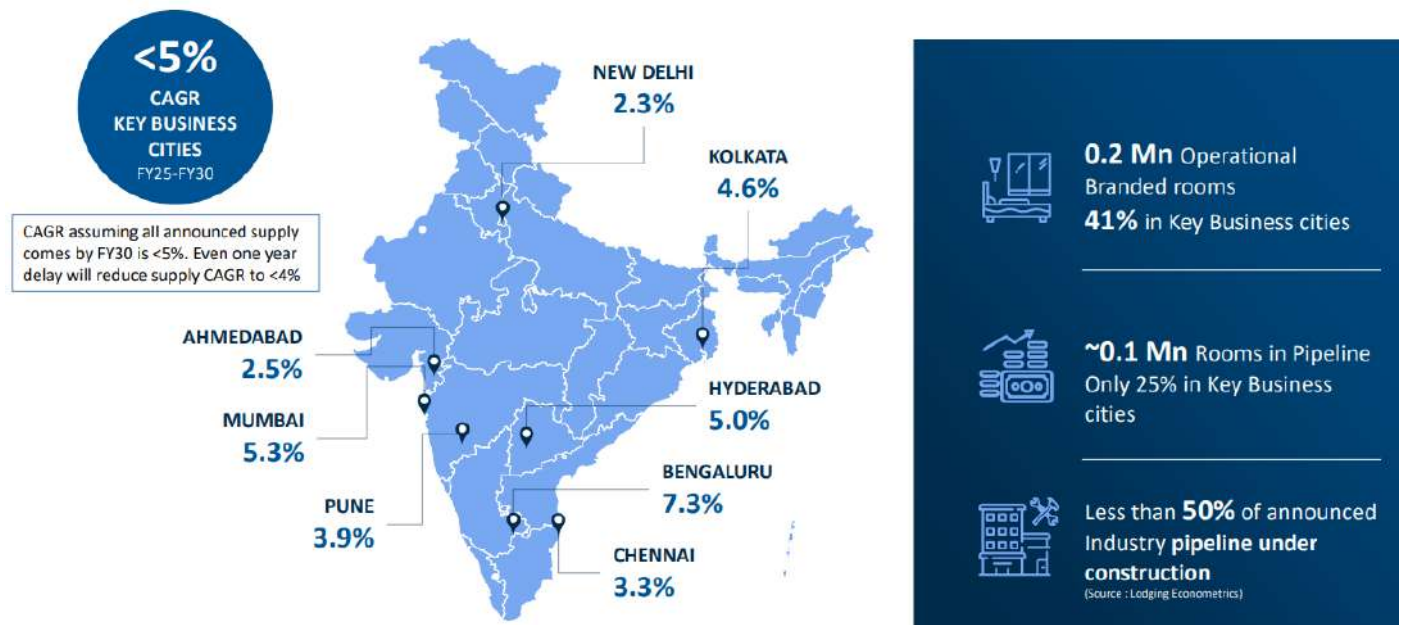 <5%
CAGR
KEY BUSINESS
CITIES
FY25-FY30
CAGR assuming all announced supply
comes by FY30 is <5%. Even one year
delay will reduce supply CAGR to <4%
NEW DELHI
2.3%
KOLKATA
4.6%
AHMEDABAD
2.5%
MUMBAI
5.3%
PUNE
3.9%
HYDERABAD
5.0%
BENGALURU
7.3%
CHENNAI
3.3%
0.2 Mn Operational
Branded rooms
41% in Key Business cities
~0.1 Mn Rooms in Pipeline
Only 25% in Key Business
cities
Less than 50% of announced
Industry pipeline under
construction
(Source : Lodging Econometrics)